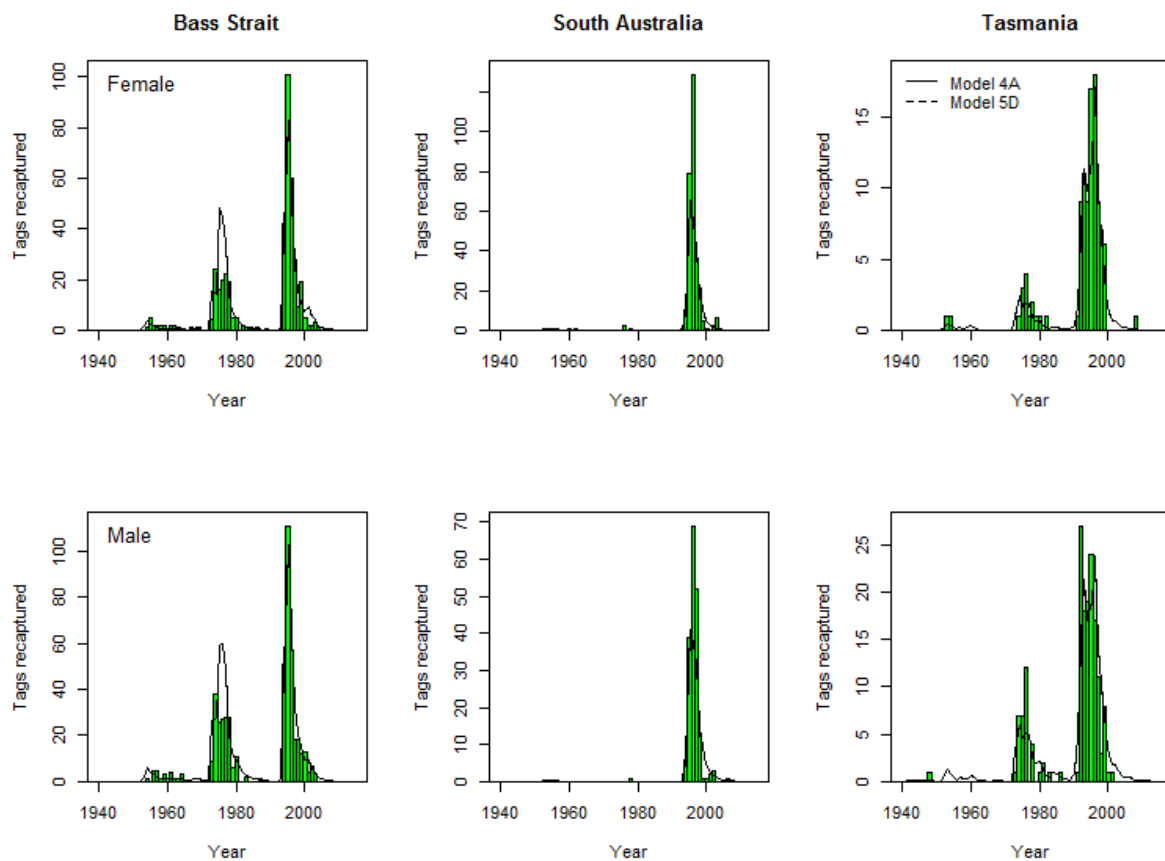 Bass Strait
South Australia
Tasmania
Female
Tags recaptured
0 20 40 60 80 100
1940 1960 1980 2000
Year
Tags recaptured
0 20 40 60 80 100
1940 1960 1980 2000
Year
Model 4A
Model 5D
Tags recaptured
0 5 10 15
1940 1960 1980 2000
Year
Male
Tags recaptured
0 20 40 60 80 100
1940 1960 1980 2000
Year
Tags recaptured
0 10 20 30 40 50 60 70
1940 1960 1980 2000
Year
Tags recaptured
0 5 10 15 20 25
1940 1960 1980 2000
Year